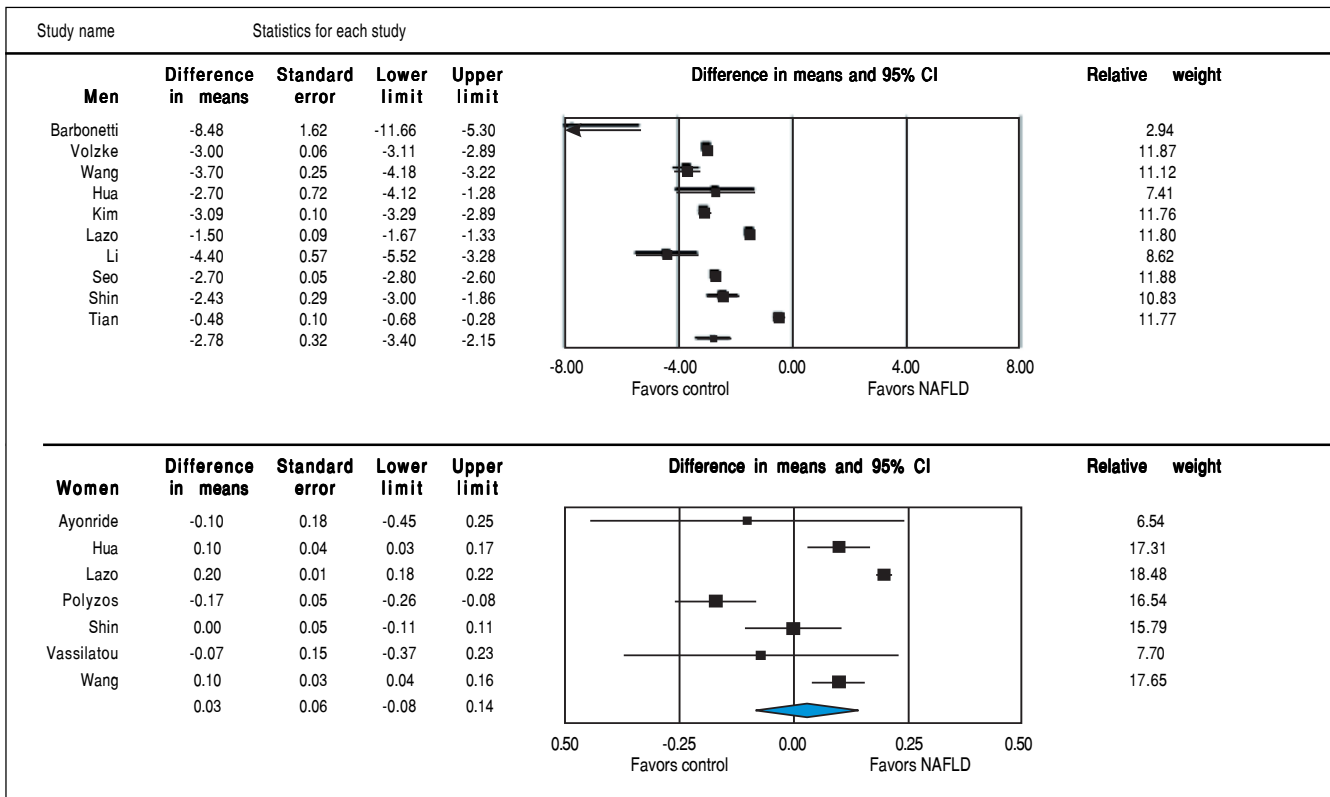 Study name Statistics for each study
Men Difference in means Standard error Lower limit Upper limit Difference in means and 95% CI Relative weight
Barbonetti -8.48 1.62 -11.66 -5.30 2.94
Volzke -3.00 0.06 -3.11 -2.89 11.87
Wang -3.70 0.25 -4.18 -3.22 11.12
Hua -2.70 0.72 -4.12 -1.28 7.41
Kim -3.09 0.10 -3.29 -2.89 11.76
Lazo -1.50 0.09 -1.67 -1.33 11.80
Li -4.40 0.57 -5.52 -3.28 8.62
Seo -2.70 0.05 -2.80 -2.60 11.88
Shin -2.43 0.29 -3.00 -1.86 10.83
Tian -0.48 0.10 -0.68 -0.28 11.77
-2.78 0.32 -3.40 -2.15
-8.00 -4.00 0.00 4.00 8.00
Favors control Favors NAFLD
Women Difference in means Standard error Lower limit Upper limit Difference in means and 95% CI Relative weight
Ayonride -0.10 0.18 -0.45 0.25 6.54
Hua 0.10 0.04 0.03 0.17 17.31
Lazo 0.20 0.01 0.18 0.22 18.48
Polyzos -0.17 0.05 -0.26 -0.08 16.54
Shin 0.00 0.05 -0.11 0.11 15.79
Vassilatou -0.07 0.15 -0.37 0.23 7.70
Wang 0.10 0.03 0.04 0.16 17.65
0.03 0.06 -0.08 0.14
0.50 -0.25 0.00 0.25 0.50
Favors control Favors NAFLD